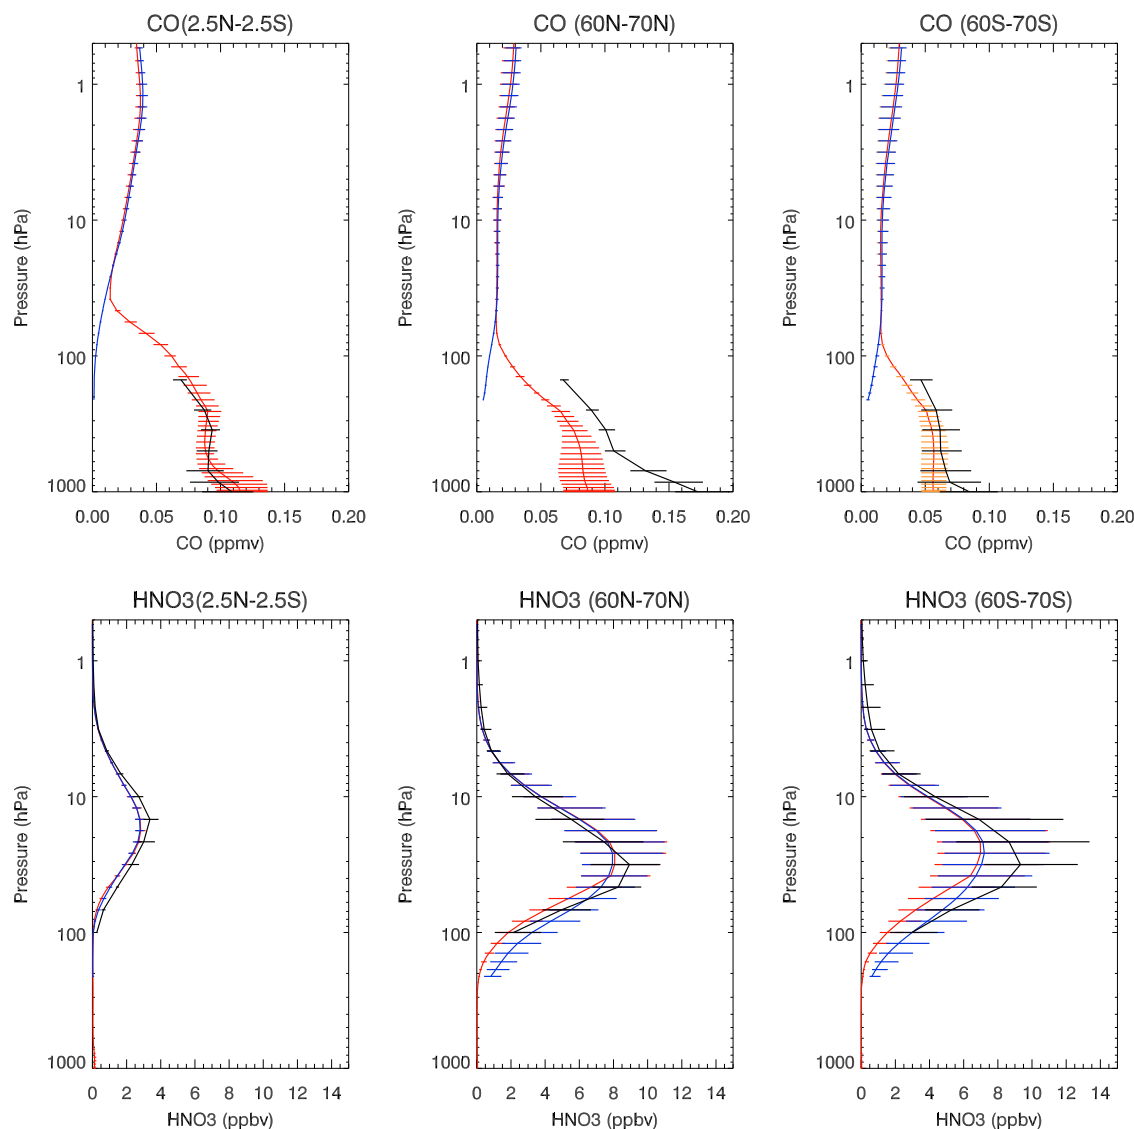 CO(2.5N-2.5S)
CO (60N-70N)
CO (60S-70S)
1
10
100
1000
Pressure (hPa)
0.00 0.05 0.10 0.15 0.20
CO (ppmv)
1
10
100
1000
Pressure (hPa)
0.00 0.05 0.10 0.15 0.20
CO (ppmv)
1
10
100
1000
Pressure (hPa)
0.00 0.05 0.10 0.15 0.20
CO (ppmv)
HNO3(2.5N-2.5S)
HNO3 (60N-70N)
HNO3 (60S-70S)
1
10
100
1000
Pressure (hPa)
0 2 4 6 8 10 12 14
HNO3 (ppbv)
1
10
100
1000
Pressure (hPa)
0 2 4 6 8 10 12 14
HNO3 (ppbv)
1
10
100
1000
Pressure (hPa)
0 2 4 6 8 10 12 14
HNO3 (ppbv)